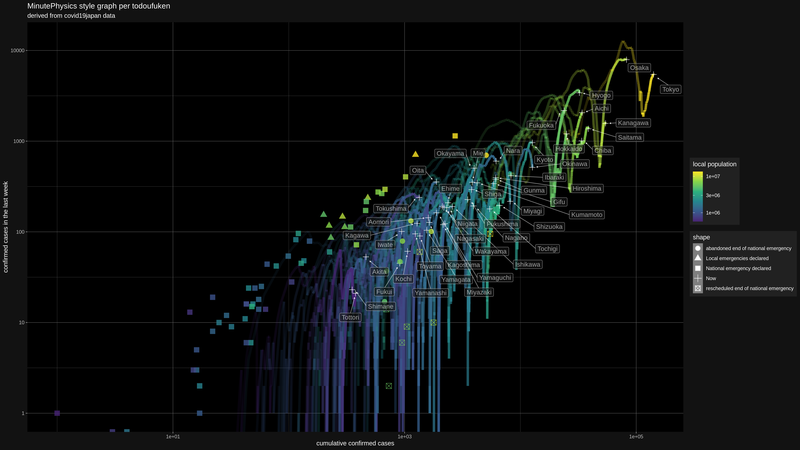 MinutePhysics style graph per todoufuken
derived from covid19japan data
confirmed cases in the last week
10000
1000
100
10
1
1e+01
1e+03
1e+05
cumulative confirmed cases
Osaka
Tokyo
Hyogo
Aichi
Kanagawa
Fukuoka
Saitama
Hokkaido
Chiba
Okayama
Mie
Nara
Kyoto
Okinawa
Oita
Ibaraki
Ehime
Shiga
Gunma
Hiroshima
Gifu
Tokushima
Miyagi
Kumamoto
Aomori
Niigata
Fukushima
Shizuoka
Kagawa
Nagasaki
Nagano
Iwate
Saga
Wakayama
Tochigi
Akita
Toyama
Kagoshima
Ishikawa
Kochi
Yamagata
Yamaguchi
Fukui
Yamanashi
Miyazaki
Shimane
Tottori
local population
1e+07
1e+06
shape
abandoned end of national emergency
Local emergencies declared
National emergency declared
Now
rescheduled end of national emergency